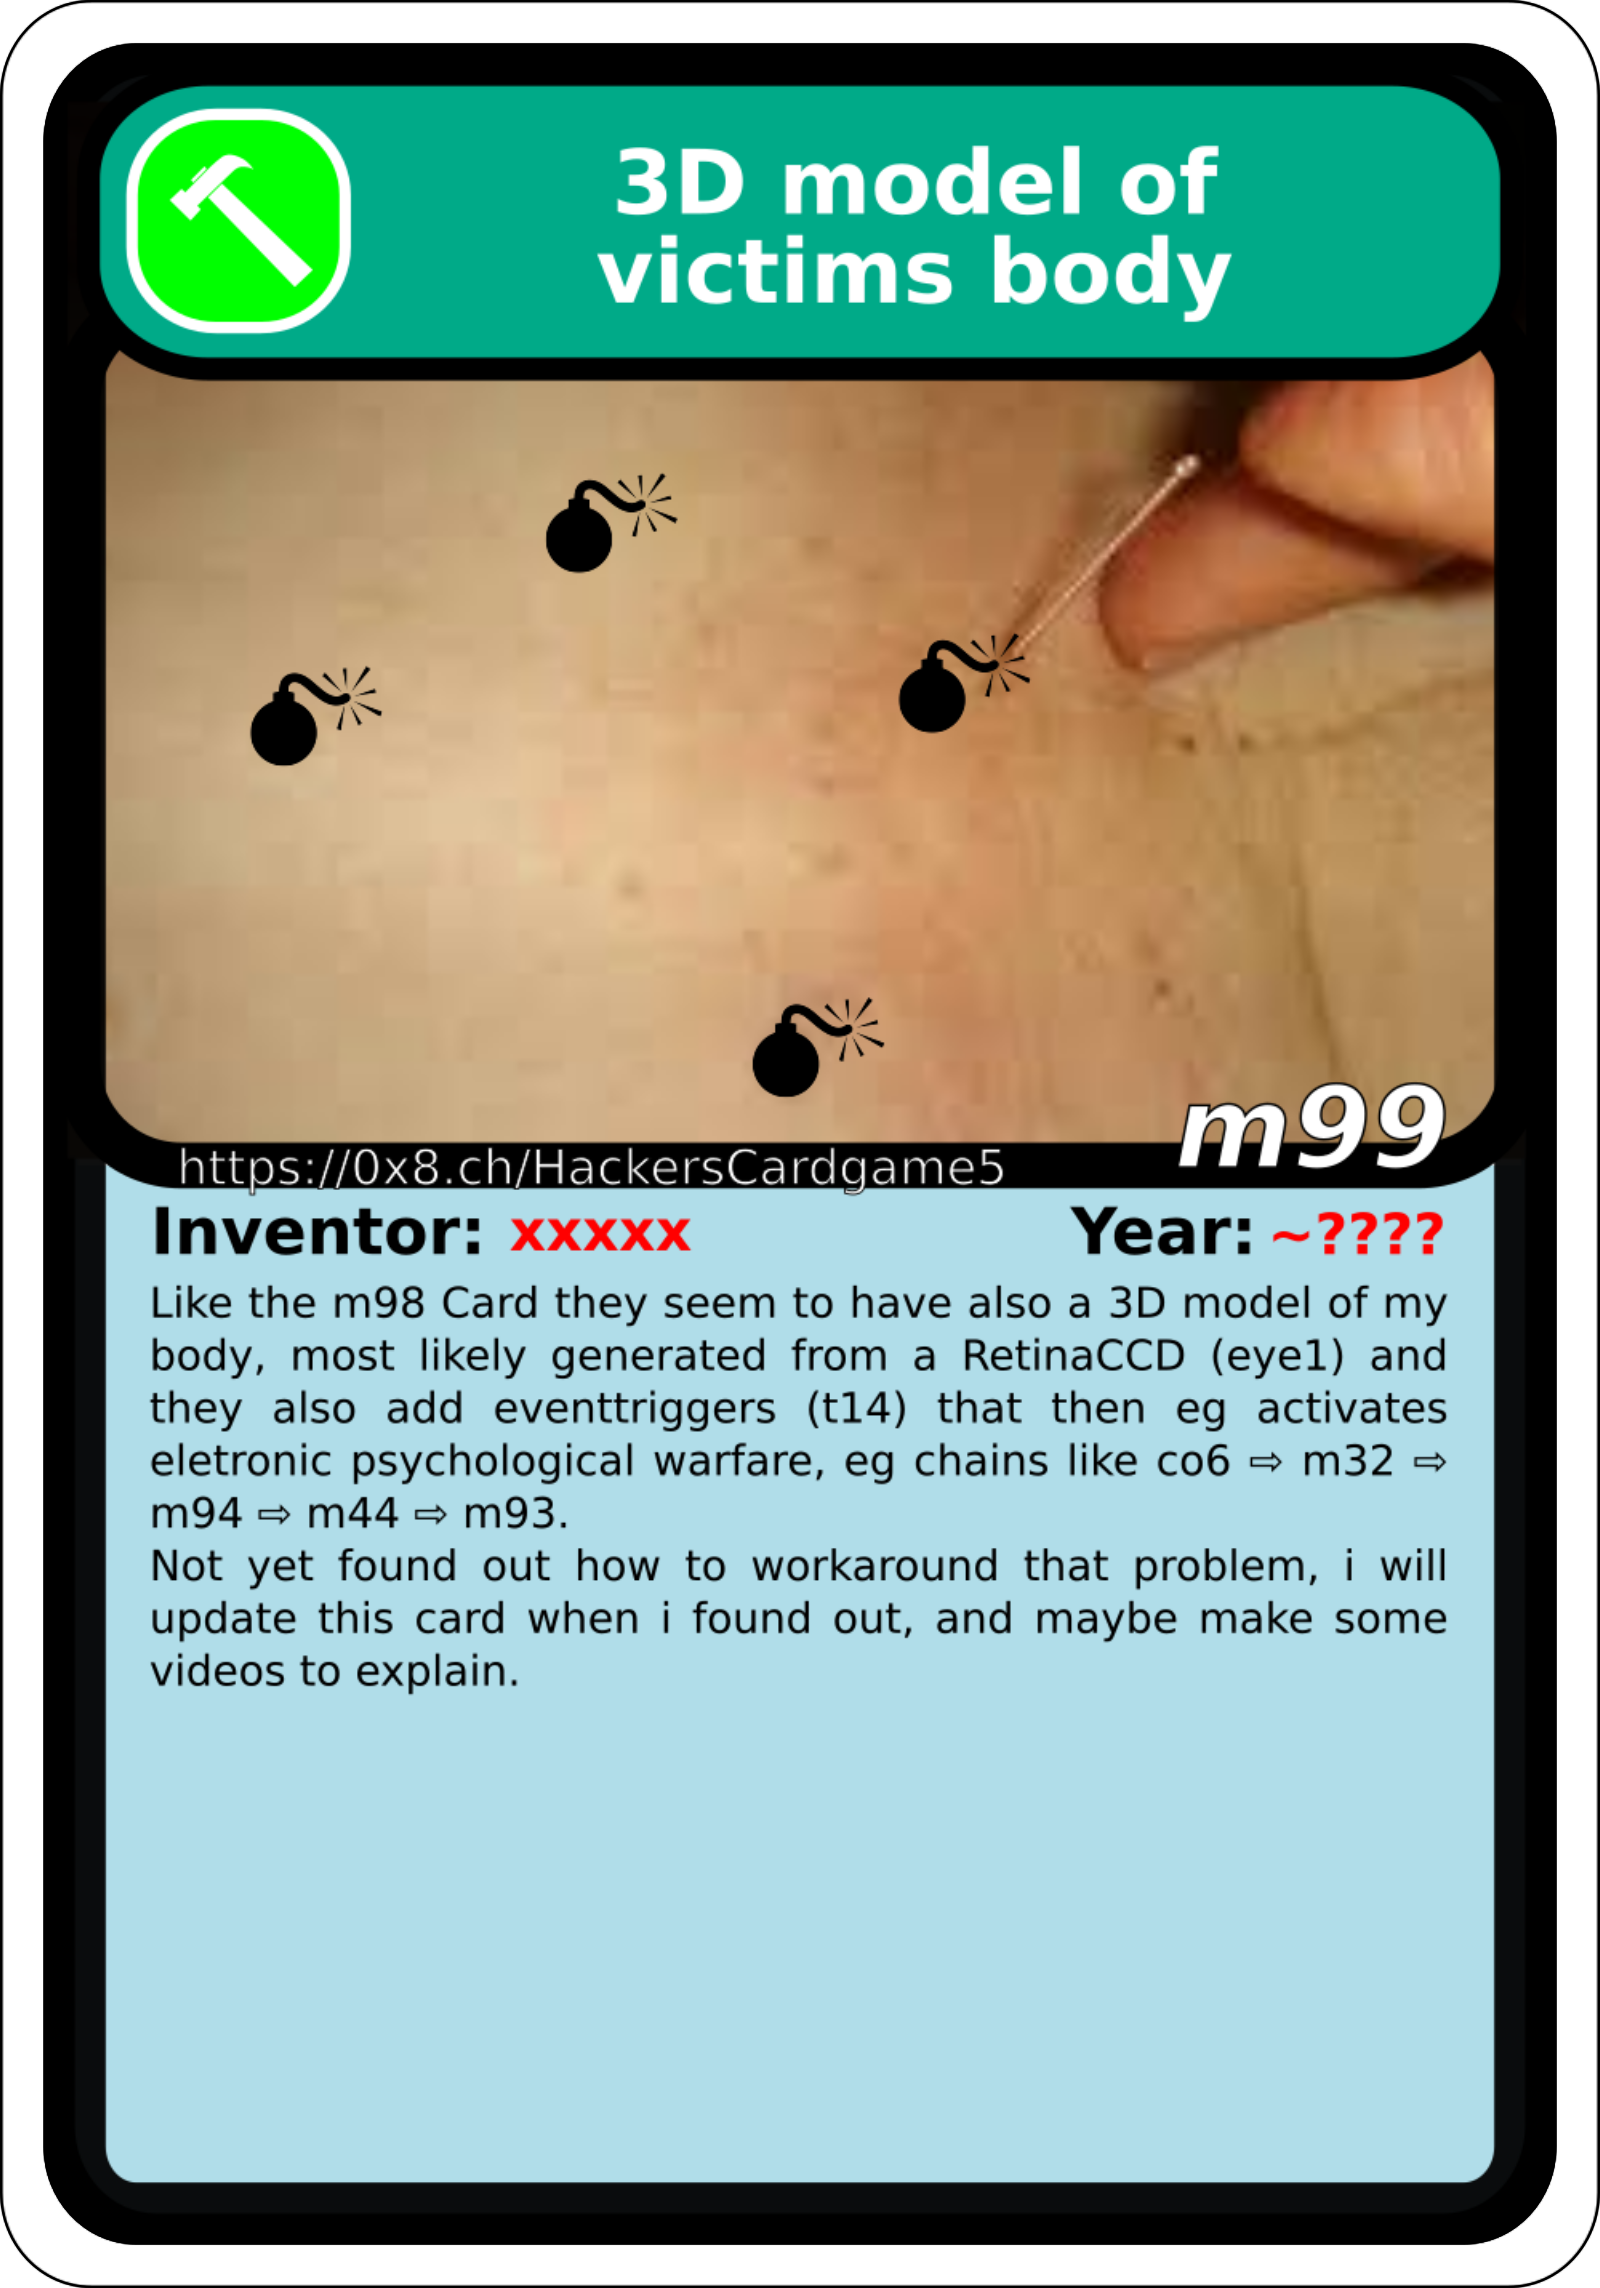 3D model of
victims body
m99
https://0x8.ch/HackersCardgame5
Inventor: xxxxx Year: ~????
Like the m98 Card they seem to have also a 3D model of my
body, most likely generated from a RetinaCCD (eye1) and
they also add eventtriggers (t14) that then eg activates
eletronic psychological warfare, eg chains like co6 ⇨ m32 ⇨
m94 ⇨ m44 ⇨ m93.
Not yet found out how to workaround that problem, i will
update this card when i found out, and maybe make some
videos to explain.